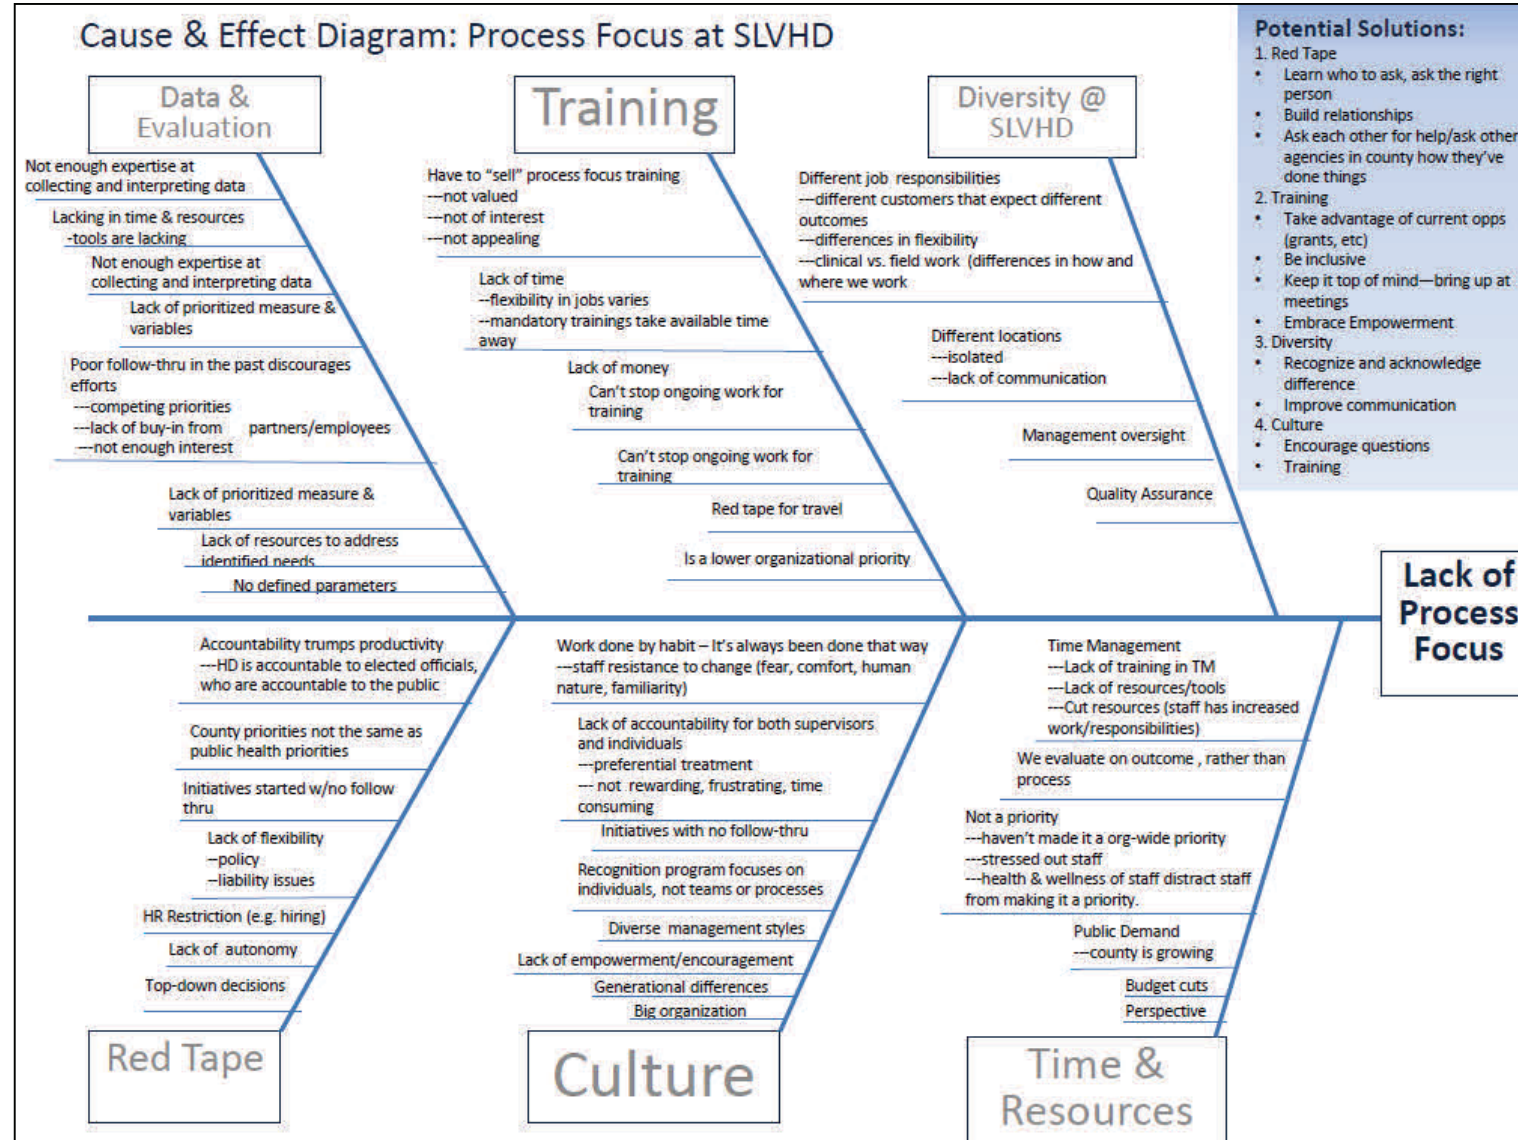 Cause & Effect Diagram: Process Focus at SLVHD
Data &
Evaluation
Not enough expertise at
collecting and interpreting data
Lacking in time & resources
-tools are lacking
Not enough expertise at
collecting and interpreting data
Lack of prioritized measure &
variables
Poor follow-thru in the past discourages
efforts
---competing priorities
---lack of buy-in from partners/employees
---not enough interest
Lack of prioritized measure &
variables
Lack of resources to address
identified needs
No defined parameters
Training
Have to “sell” process focus training
---not valued
---not of interest
---not appealing
Lack of time
--flexibility in jobs varies
--mandatory trainings take available time
away
Lack of money
Can’t stop ongoing work for
training
Can’t stop ongoing work for
training
Red tape for travel
Is a lower organizational priority
Diversity @
SLVHD
Different job responsibilities
---different customers that expect different
outcomes
---differences in flexibility
---clinical vs. field work (differences in how and
where we work
Different locations
---isolated
---lack of communication
Management oversight
Quality Assurance
Potential Solutions:
1. Red Tape
• Learn who to ask, ask the right
person
• Build relationships
• Ask each other for help/ask other
agencies in county how they’ve
done things
2. Training
• Take advantage of current opps
(grants, etc)
• Be inclusive
• Keep it top of mind—bring up at
meetings
• Embrace Empowerment
3. Diversity
• Recognize and acknowledge
difference
• Improve communication
4. Culture
• Encourage questions
• Training
Lack of
Process
Focus
Accountability trumps productivity
---HD is accountable to elected officials,
who are accountable to the public
County priorities not the same as
public health priorities
Initiatives started w/no follow
thru
Lack of flexibility
--policy
--liability issues
HR Restriction (e.g. hiring)
Lack of autonomy
Top-down decisions
Red Tape
Work done by habit – It’s always been done that way
---staff resistance to change (fear, comfort, human
nature, familiarity)
Lack of accountability for both supervisors
and individuals
---preferential treatment
--- not rewarding, frustrating, time
consuming
Initiatives with no follow-thru
Recognition program focuses on
individuals, not teams or processes
Diverse management styles
Lack of empowerment/encouragement
Generational differences
Big organization
Culture
Time Management
---Lack of training in TM
---Lack of resources/tools
---Cut resources (staff has increased
work/responsibilities)
We evaluate on outcome , rather than
process
Not a priority
---haven’t made it a org-wide priority
---stressed out staff
---health & wellness of staff distract staff
from making it a priority.
Public Demand
---county is growing
Budget cuts
Perspective
Time &
Resources